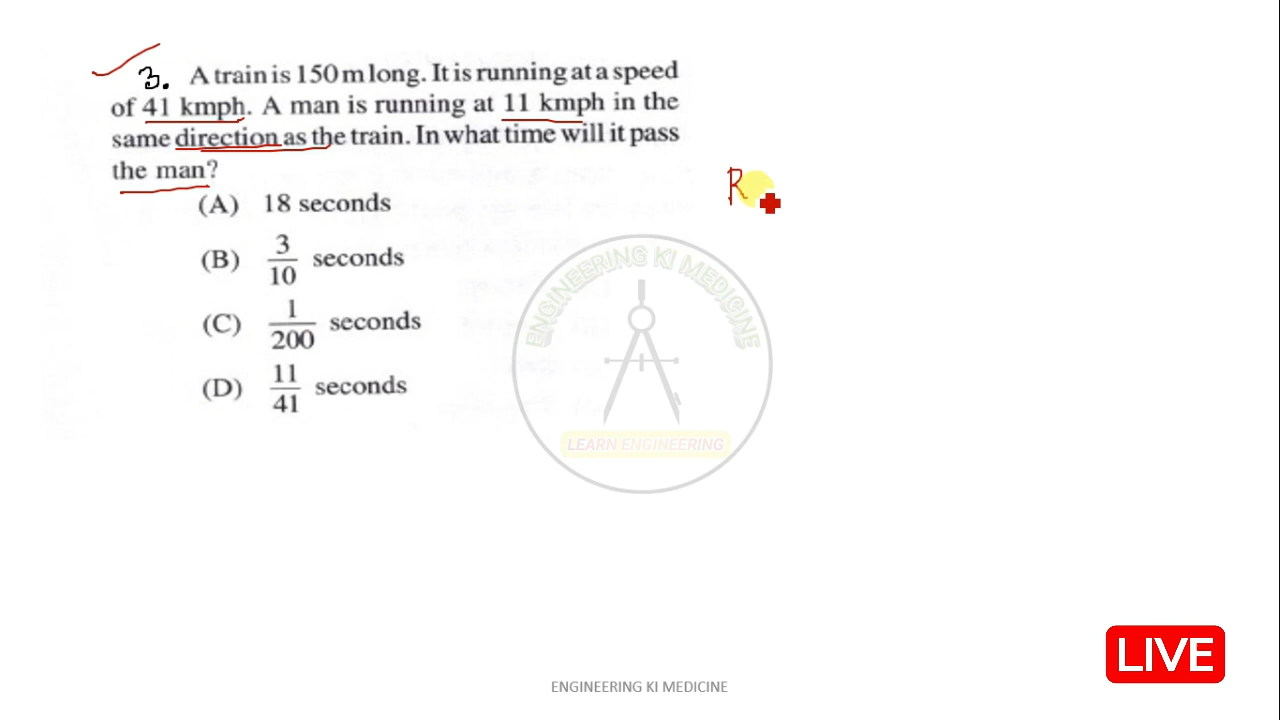 3. A train is 150 m long. It is running at a speed
of 41 kmph. A man is running at 11 kmph in the
same direction as the train. In what time will it pass
the man?
(A) 18 seconds
R
(B) 3/10 seconds
(C) 1/200 seconds
(D) 11/41 seconds
ENGINEERING KI MEDICINE
LEARN ENGINEERING
LIVE
ENGINEERING KI MEDICINE